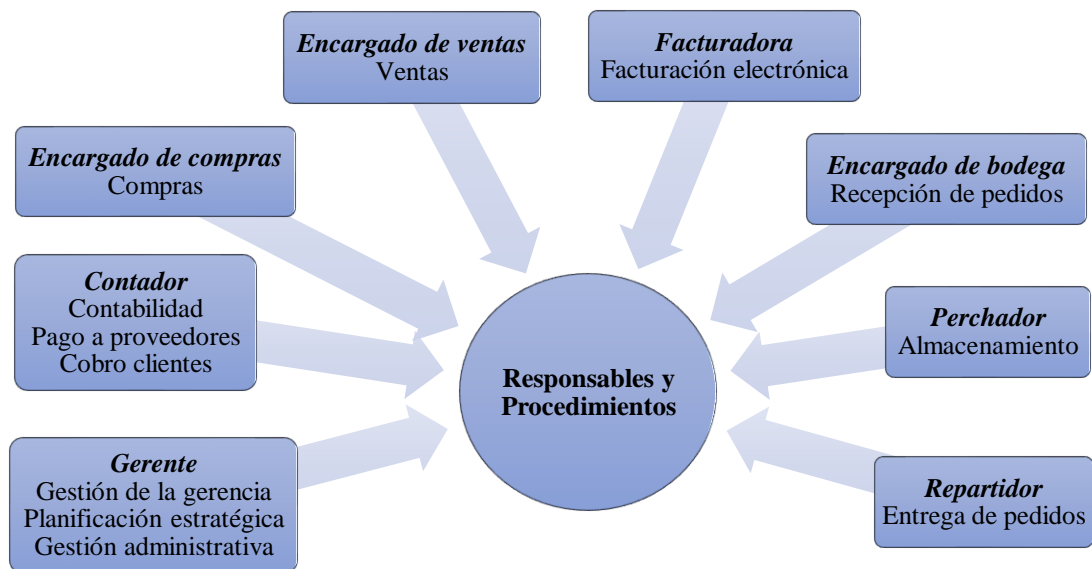 Encargado de ventas
Ventas
Facturadora
Facturación electrónica
Encargado de compras
Compras
Encargado de bodega
Recepción de pedidos
Contador
Contabilidad
Pago a proveedores
Cobro clientes
Perchador
Almacenamiento
Responsables y
Procedimientos
Gerente
Gestión de la gerencia
Planificación estratégica
Gestión administrativa
Repartidor
Entrega de pedidos